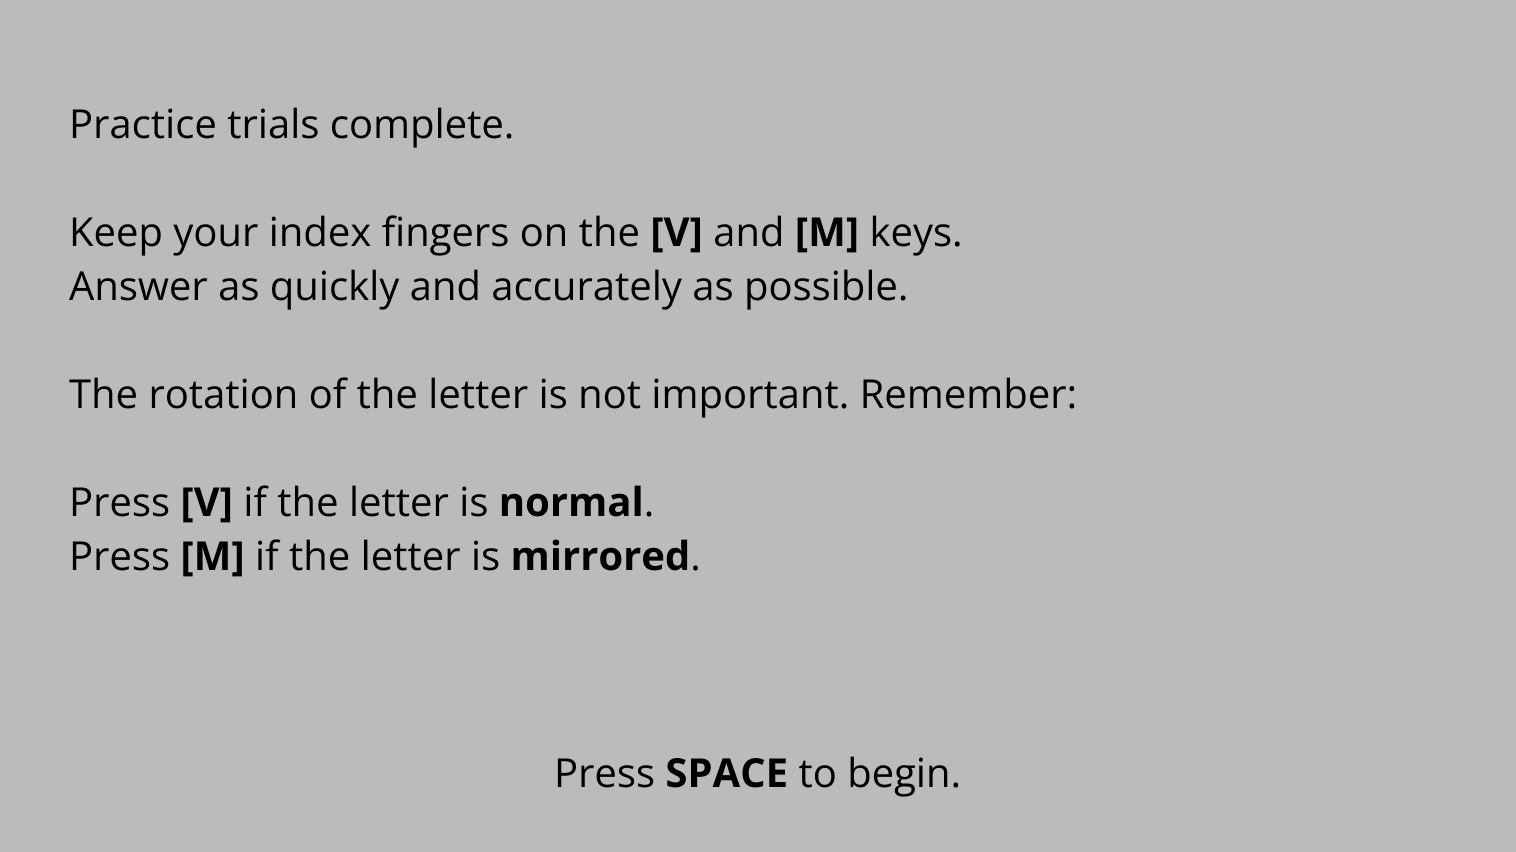 Practice trials complete.
Keep your index fingers on the [V] and [M] keys.
Answer as quickly and accurately as possible.
The rotation of the letter is not important. Remember:
Press [V] if the letter is normal.
Press [M] if the letter is mirrored.
Press SPACE to begin.